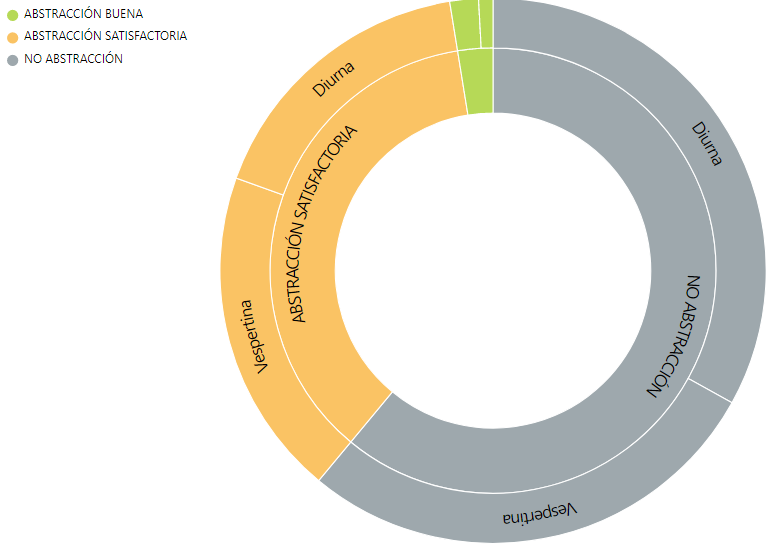 ABSTRACCIÓN BUENA
ABSTRACCIÓN SATISFACTORIA
NO ABSTRACCIÓN
Diurna
ABSTRACCIÓN SATISFACTORIA
Vespertina
Diurna
NO ABSTRACCIÓN
Vespertina